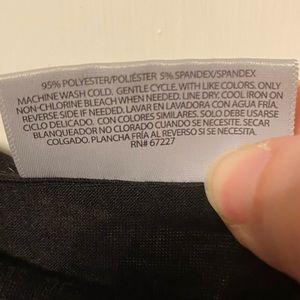 95% POLYESTER/POLIÉSTER 5% SPANDEX/SPANDEX
MACHINE WASH COLD. GENTLE CYCLE. WITH LIKE COLORS. ONLY
NON-CHLORINE BLEACH WHEN NEEDED. LINE DRY. COOL IRON ON
REVERSE SIDE IF NEEDED. LAVAR EN LAVADORA CON AGUA FRÍA.
CICLO DELICADO. CON COLORES SIMILARES. SOLO DEBE USARSE
BLANQUEADOR NO CLORADO CUANDO SE NECESITA. SECAR
COLGADO. PLANCHA FRÍA AL REVERSO SI SE NECESITA.
RN# 67227